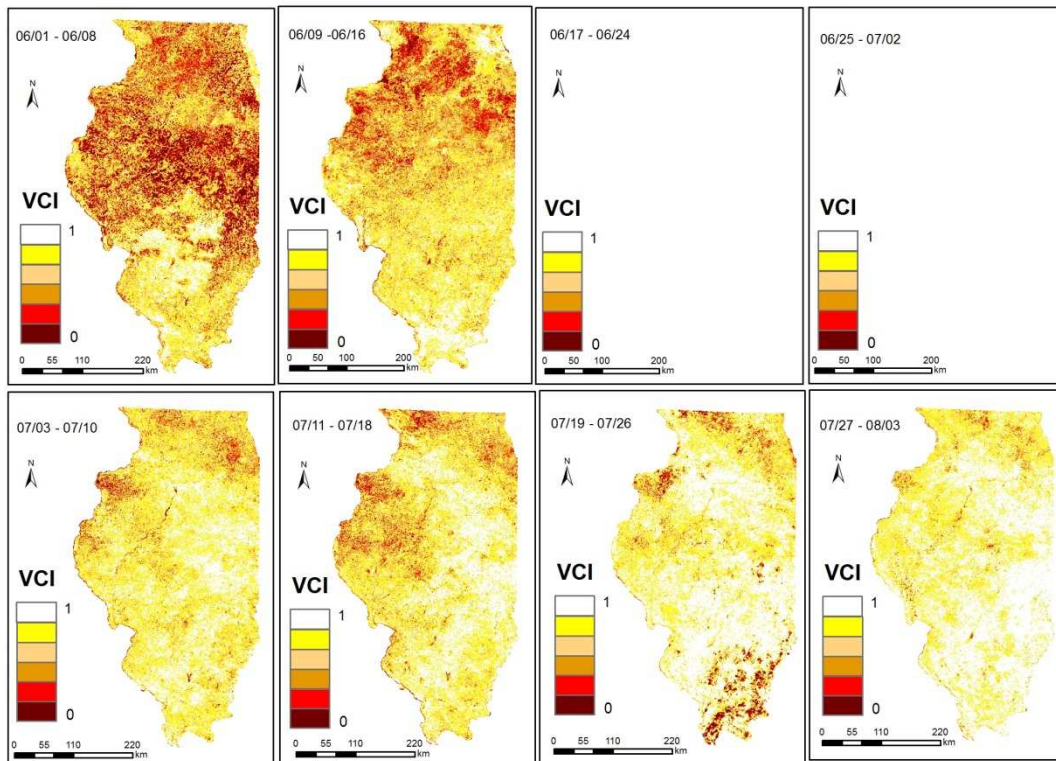 06/01 - 06/08
N
VCI
1
0
0 55 110 220
km
06/09 -06/16
N
VCI
1
0
0 50 100 200
km
06/17 - 06/24
N
VCI
1
0
0 50 100 200
km
06/25 - 07/02
N
VCI
1
0
0 50 100 200
km
07/03 - 07/10
N
VCI
1
0
0 55 110 220
km
07/11 - 07/18
N
VCI
1
0
0 55 110 220
km
07/19 - 07/26
N
VCI
1
0
0 55 110 220
km
07/27 - 08/03
N
VCI
1
0
0 55 110 220
km